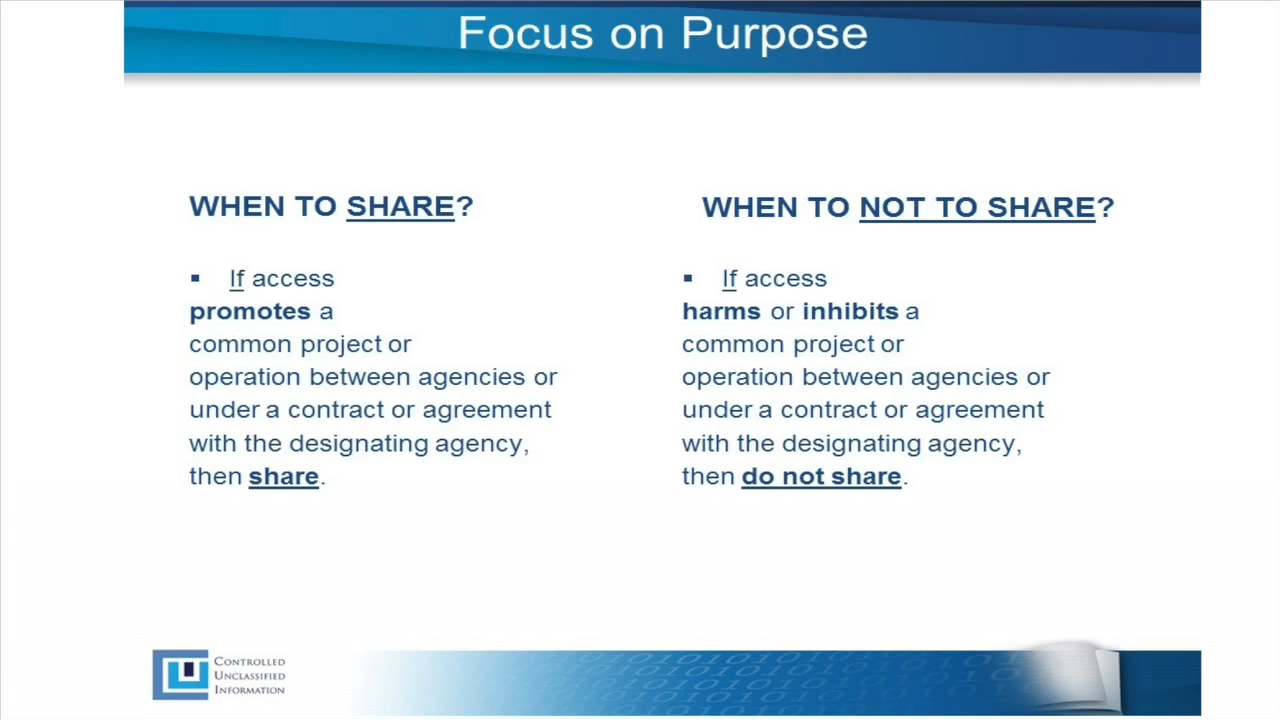 Focus on Purpose
WHEN TO SHARE?
▪ If access
promotes a
common project or
operation between agencies or
under a contract or agreement
with the designating agency,
then share.
WHEN TO NOT TO SHARE?
▪ If access
harms or inhibits a
common project or
operation between agencies or
under a contract or agreement
with the designating agency,
then do not share.
CONTROLLED
UNCLASSIFIED
INFORMATION